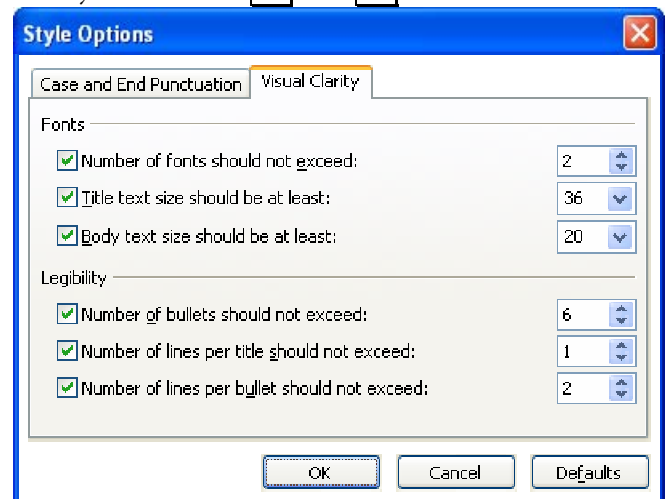 Style Options
Case and End Punctuation Visual Clarity
Fonts
Number of fonts should not exceed: 2
Title text size should be at least: 36
Body text size should be at least: 20
Legibility
Number of bullets should not exceed: 6
Number of lines per title should not exceed: 1
Number of lines per bullet should not exceed: 2
OK Cancel Defaults